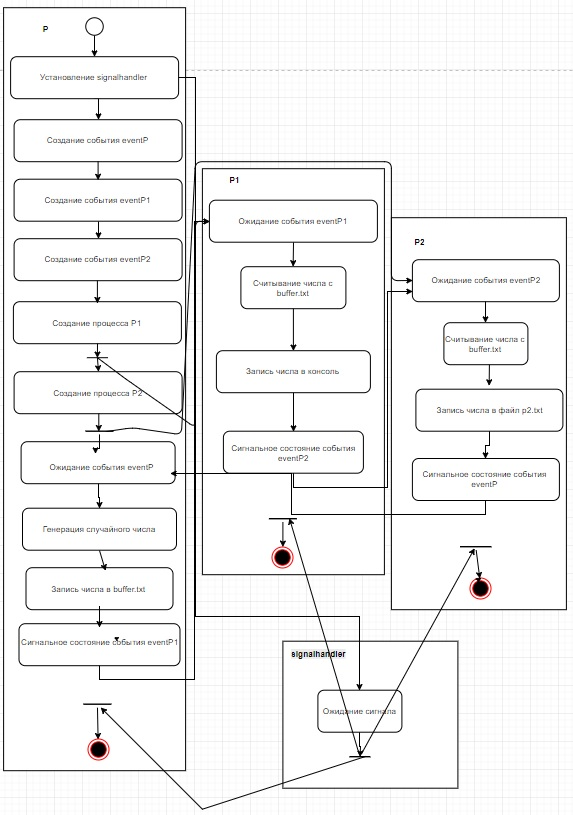 P
Установление signalhandler
Создание события eventP
Создание события eventP1
Создание события eventP2
Создание процесса P1
Создание процесса P2
Ожидание события eventP
Генерация случайного числа
Запись числа в buffer.txt
Сигнальное состояние события eventP1
P1
Ожидание события eventP1
Считывание числа с
buffer.txt
Запись числа в консоль
Сигнальное состояние события
eventP2
P2
Ожидание события eventP2
Считывание числа с
buffer.txt
Запись числа в файл p2.txt
Сигнальное состояние события
eventP
signalhandler
Ожидание сигнала